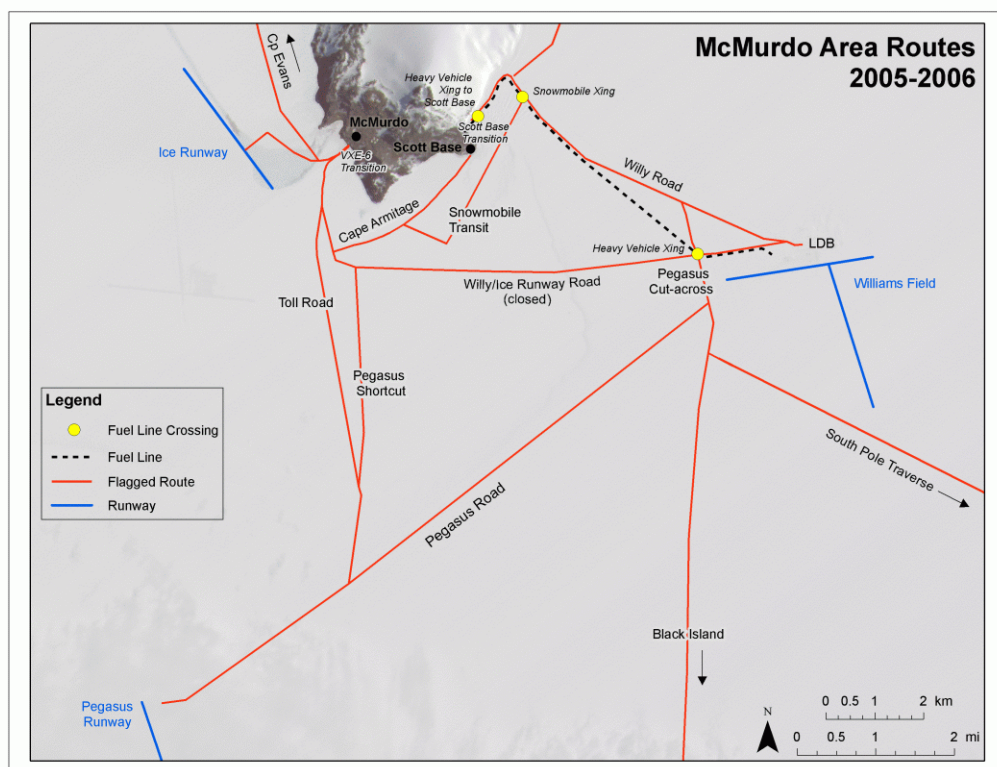 McMurdo Area Routes
2005-2006
Cp Evans
Heavy Vehicle
Xing to
Scott Base
Snowmobile Xing
McMurdo
Scott Base
Transition
Scott Base
Ice Runway
VXE-6
Transition
Willy Road
Cape Armitage
Snowmobile
Transit
Heavy Vehicle Xing
LDB
Pegasus
Cut-across
Willy/Ice Runway Road
(closed)
Williams Field
Toll Road
Pegasus
Shortcut
Legend
Fuel Line Crossing
Fuel Line
Flagged Route
Runway
South Pole Traverse
Pegasus Road
Black Island
Pegasus
Runway
N
0 0.5 1 2 km
0 0.5 1 2 mi